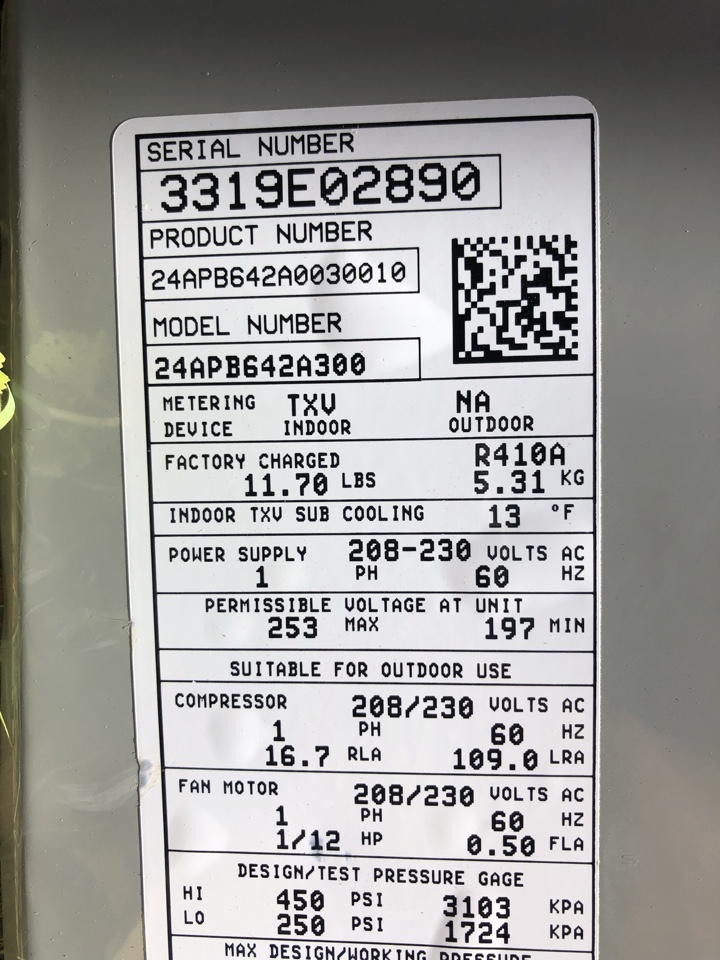 SERIAL NUMBER
3319E02890
PRODUCT NUMBER
24APB642A0030010
MODEL NUMBER
24APB642A300
METERING TXV NA
DEVICE INDOOR OUTDOOR
FACTORY CHARGED R410A
11.70 LBS 5.31 KG
INDOOR TXV SUB COOLING 13 °F
POWER SUPPLY 208-230 VOLTS AC
1 PH 60 HZ
PERMISSIBLE VOLTAGE AT UNIT
253 MAX 197 MIN
SUITABLE FOR OUTDOOR USE
COMPRESSOR 208/230 VOLTS AC
1 PH 60 HZ
16.7 RLA 109.0 LRA
FAN MOTOR 208/230 VOLTS AC
1 PH 60 HZ
1/12 HP 0.50 FLA
DESIGN/TEST PRESSURE GAGE
HI 450 PSI 3103 KPA
LO 250 PSI 1724 KPA
MAX DESIGN/WORKING PRESSURE